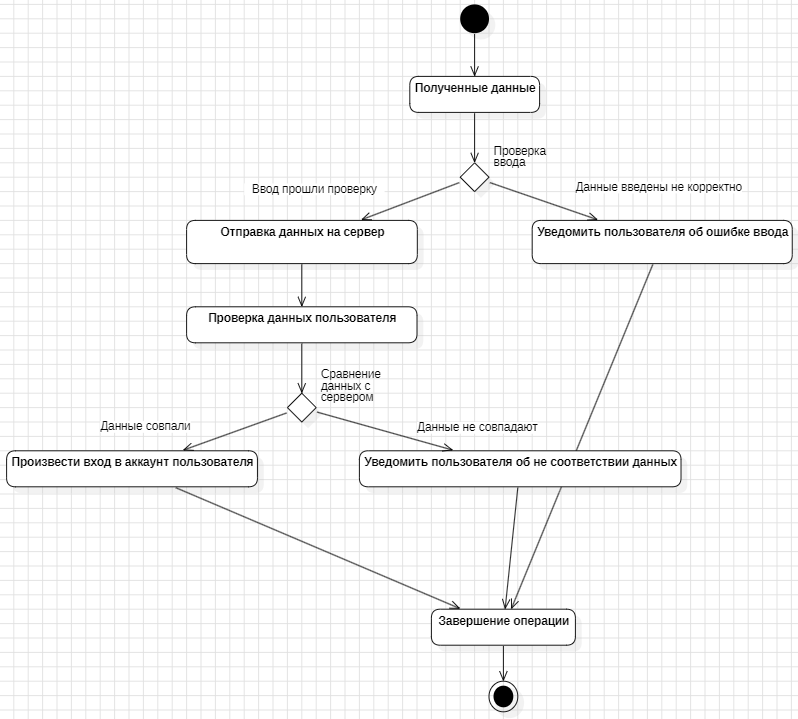 Полученные данные
Проверка
ввода
Ввод прошли проверку
Данные введены не корректно
Отправка данных на сервер
Уведомить пользователя об ошибке ввода
Проверка данных пользователя
Сравнение
данных с
сервером
Данные совпали
Данные не совпадают
Произвести вход в аккаунт пользователя
Уведомить пользователя об не соответствии данных
Завершение операции